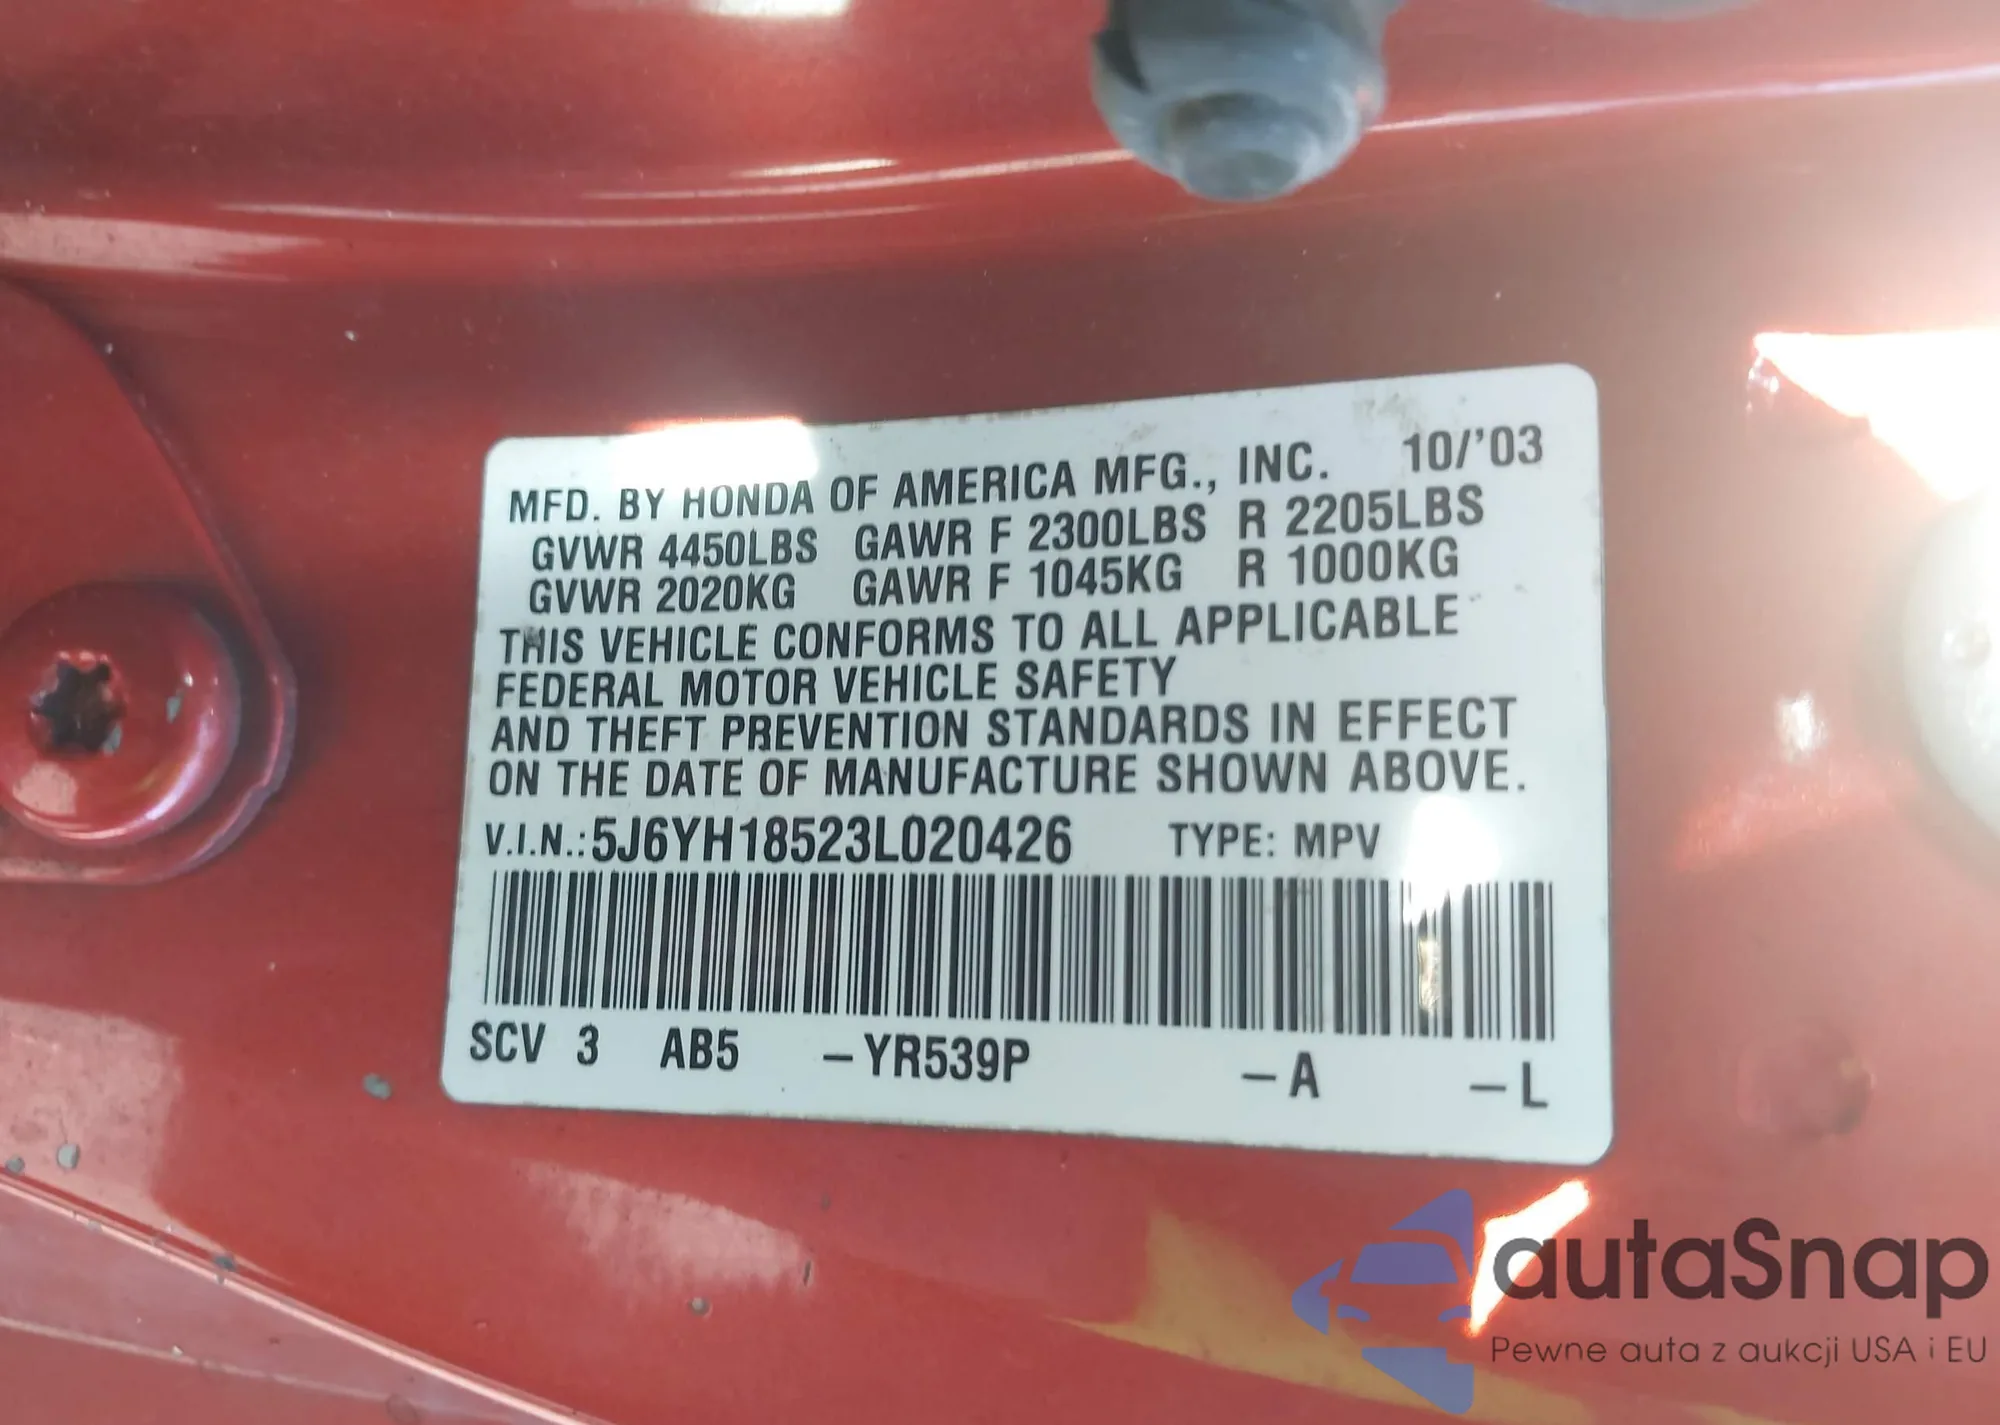 MFD. BY HONDA OF AMERICA MFG., INC. 10/'03
GVWR 4450LBS GAWR F 2300LBS R 2205LBS
GVWR 2020KG GAWR F 1045KG R 1000KG
THIS VEHICLE CONFORMS TO ALL APPLICABLE
FEDERAL MOTOR VEHICLE SAFETY
AND THEFT PREVENTION STANDARDS IN EFFECT
ON THE DATE OF MANUFACTURE SHOWN ABOVE.
V.I.N.: 5J6YH18523L020426 TYPE: MPV
SCV 3 AB5 -YR539P -A -L
autaSnap
Pewne auta z aukcji USA i EU